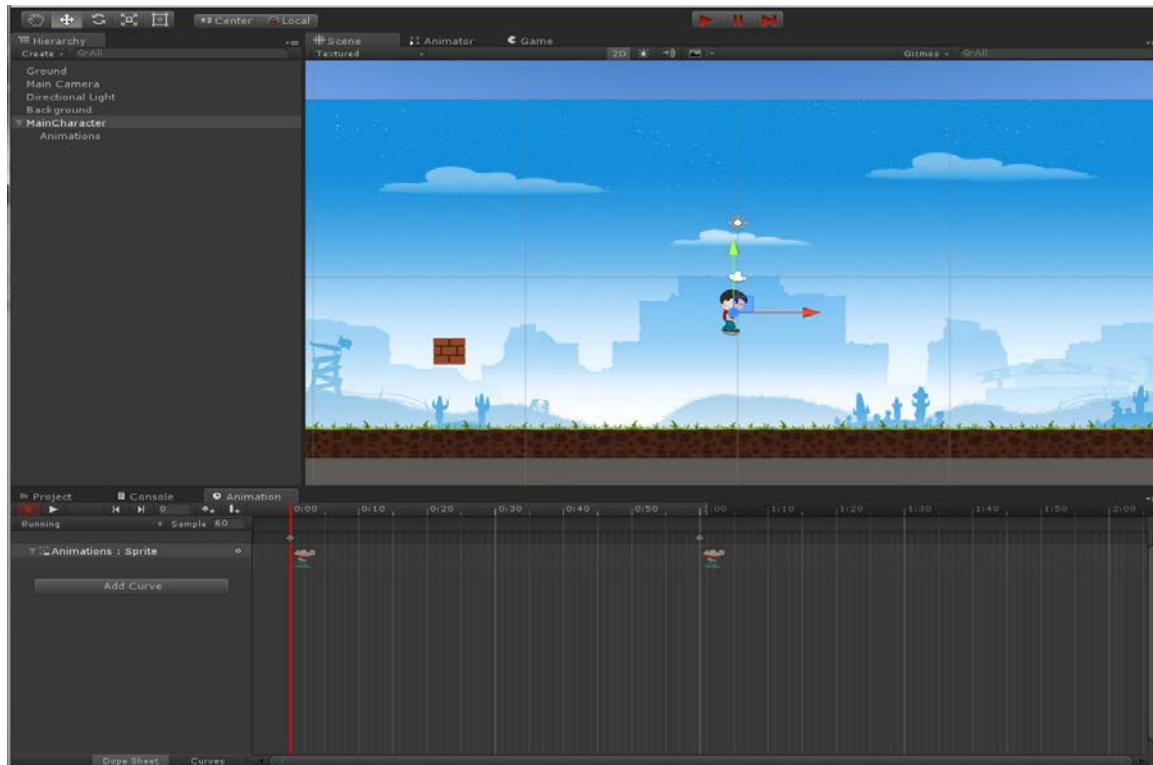 Center Local
Hierarchy
Create All
Scene Animator Game
Textured 2D Gizmos All
Ground
Main Camera
Directional Light
Background
MainCharacter
Animations
Project Console Animation
0 0:00 0:10 0:20 0:30 0:40 0:50 1:00 1:10 1:20 1:30 1:40 1:50 2:00
Running Sample 60
Animations : Sprite
Add Curve
Dope Sheet Curves